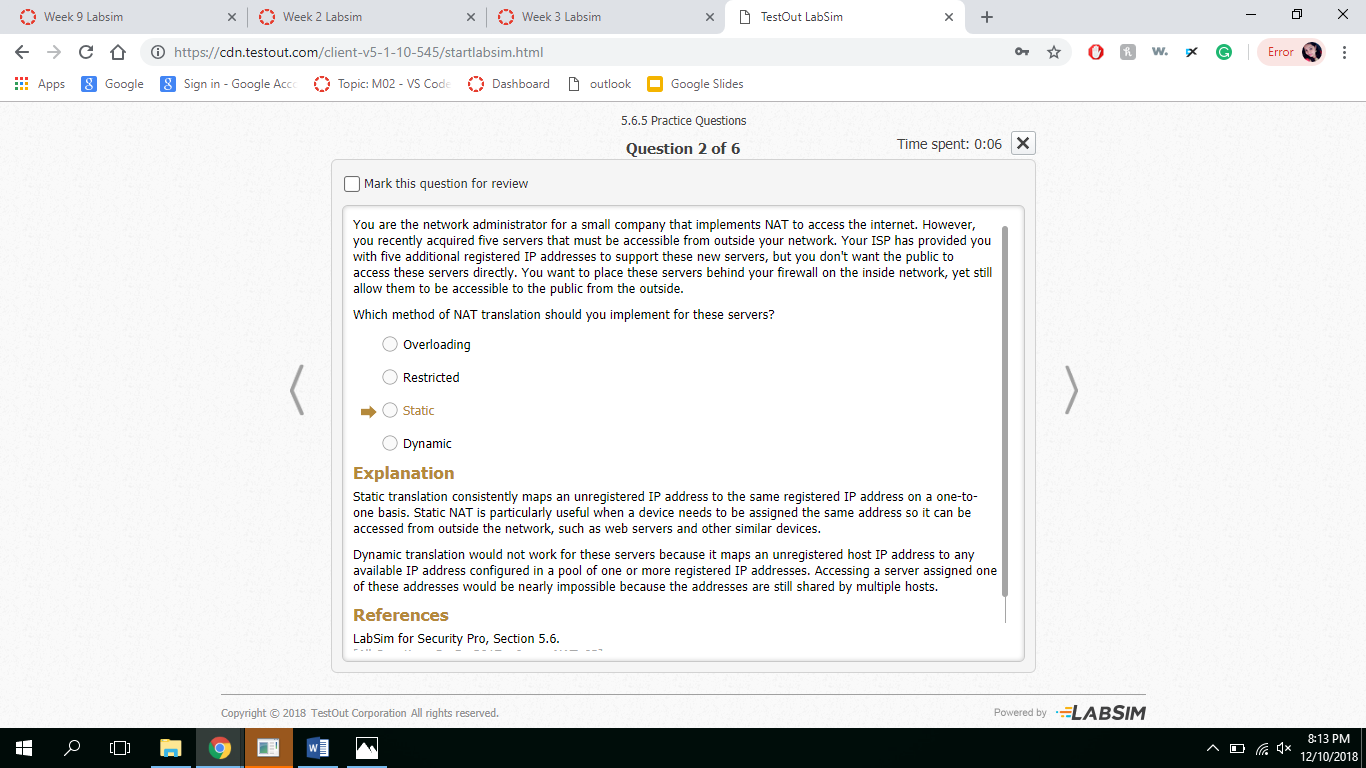 Week 9 Labsim
Week 2 Labsim
Week 3 Labsim
TestOut LabSim
https://cdn.testout.com/client-v5-1-10-545/startlabsim.html
Error
Apps
Google
Sign in - Google Acco
Topic: M02 - VS Code
Dashboard
outlook
Google Slides
5.6.5 Practice Questions
Question 2 of 6
Time spent: 0:06
Mark this question for review
You are the network administrator for a small company that implements NAT to access the internet. However,
you recently acquired five servers that must be accessible from outside your network. Your ISP has provided you
with five additional registered IP addresses to support these new servers, but you don't want the public to
access these servers directly. You want to place these servers behind your firewall on the inside network, yet still
allow them to be accessible to the public from the outside.
Which method of NAT translation should you implement for these servers?
Overloading
Restricted
Static
Dynamic
Explanation
Static translation consistently maps an unregistered IP address to the same registered IP address on a one-to-
one basis. Static NAT is particularly useful when a device needs to be assigned the same address so it can be
accessed from outside the network, such as web servers and other similar devices.
Dynamic translation would not work for these servers because it maps an unregistered host IP address to any
available IP address configured in a pool of one or more registered IP addresses. Accessing a server assigned one
of these addresses would be nearly impossible because the addresses are still shared by multiple hosts.
References
LabSim for Security Pro, Section 5.6.
Copyright © 2018 TestOut Corporation All rights reserved.
Powered by LABSIM
8:13 PM
12/10/2018